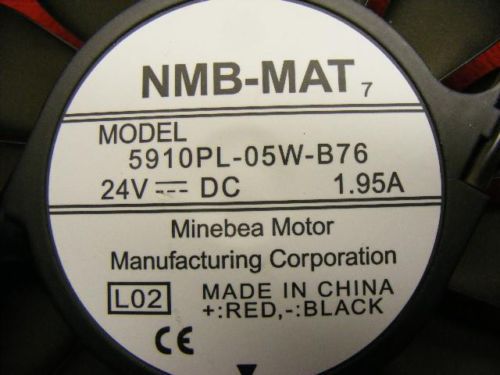 NMB-MAT 7
MODEL
5910PL-05W-B76
24V ⎓ DC 1.95A
Minebea Motor
Manufacturing Corporation
L02 MADE IN CHINA
+:RED,-:BLACK
CE